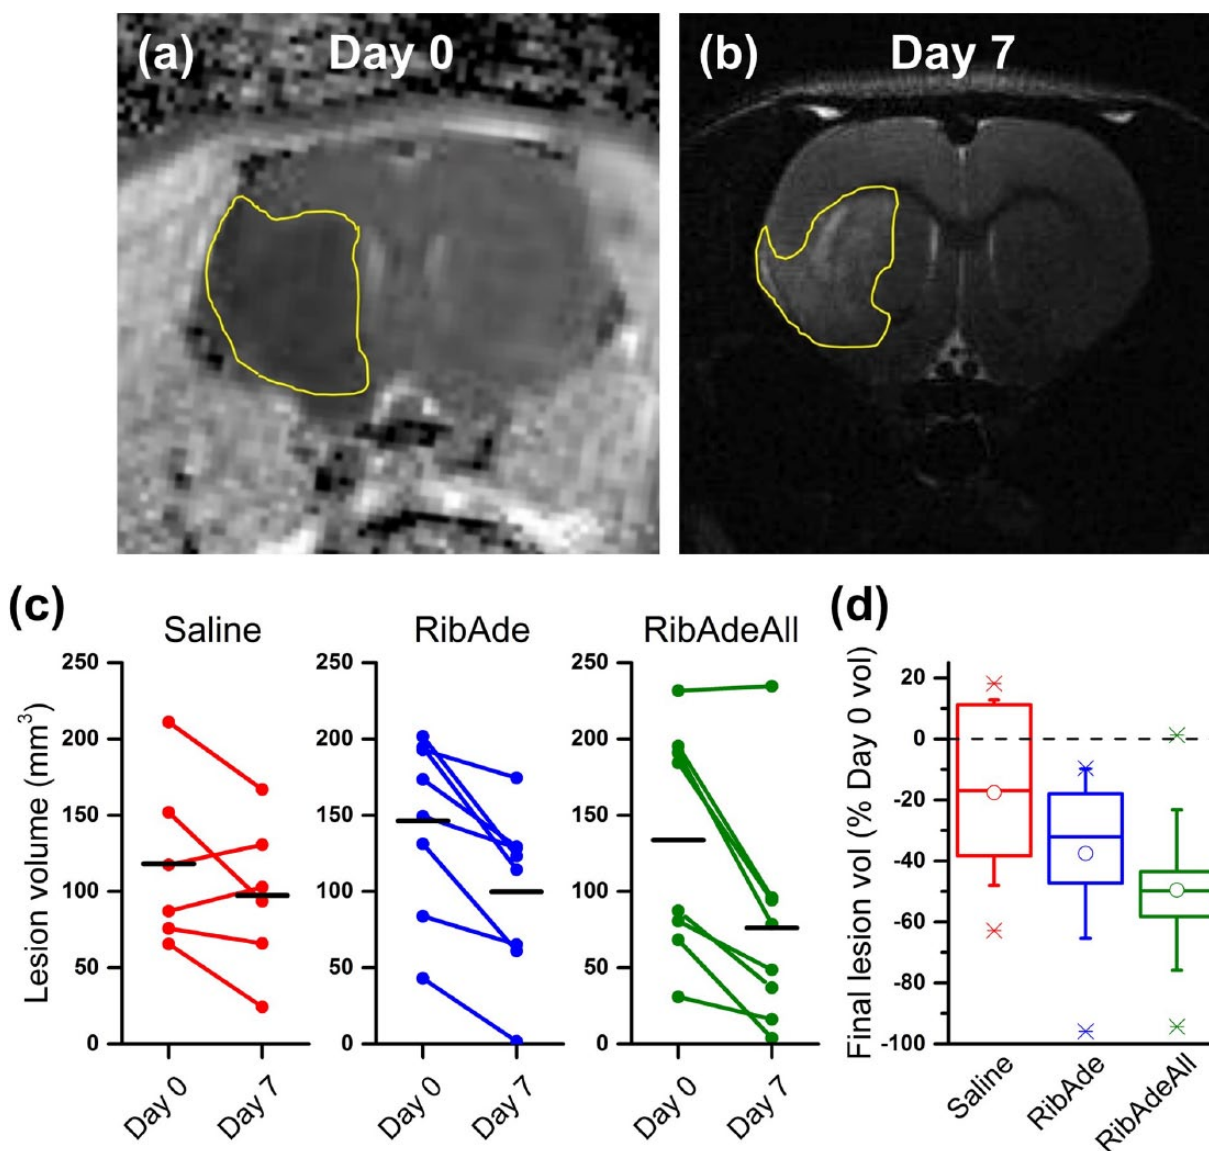 (a) Day 0
(b) Day 7
(c)
Saline
RibAde
RibAdeAll
Lesion volume (mm³)
250
200
150
100
50
0
Day 0
Day 7
250
200
150
100
50
0
Day 0
Day 7
250
200
150
100
50
0
Day 0
Day 7
(d)
Final lesion vol (% Day 0 vol)
20
0
-20
-40
-60
-80
-100
Saline
RibAde
RibAdeAll